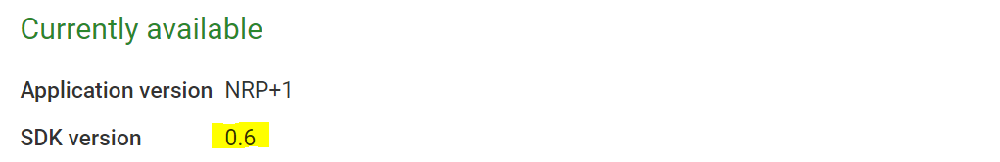 Currently available
Application version NRP+1
SDK version 0.6